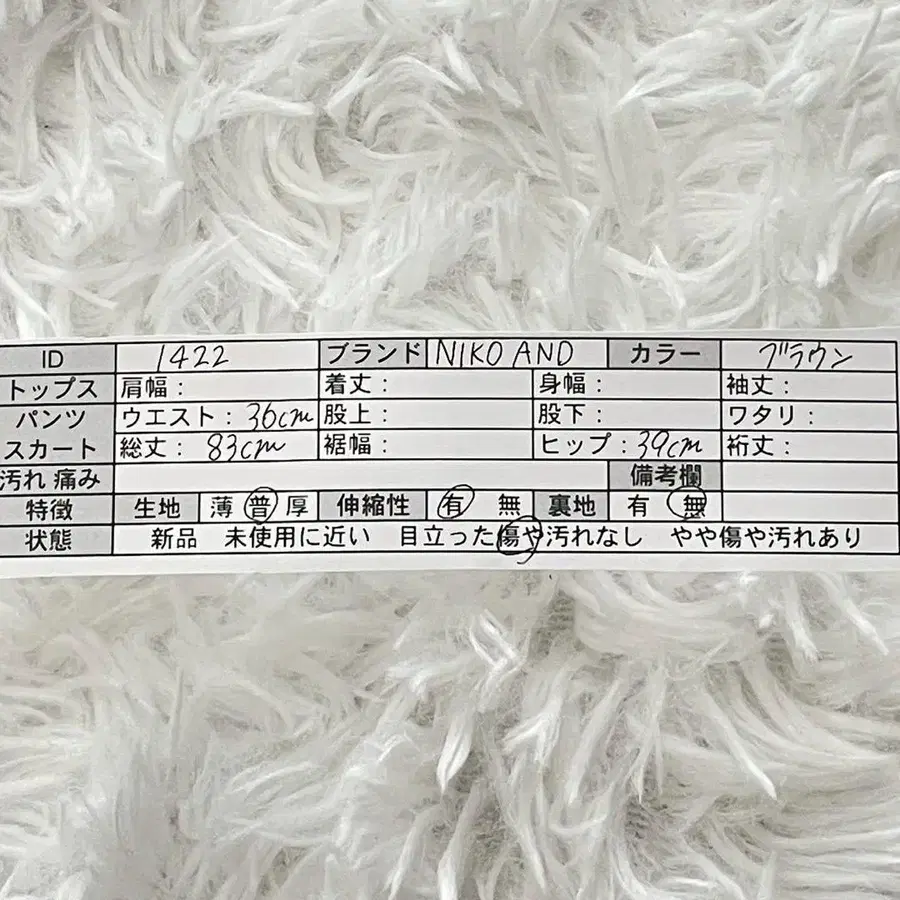 ID 1422 ブランド NIKO AND カラー ブラウン
トップス 肩幅: 着丈: 身幅: 袖丈:
パンツ ウエスト: 36cm 股上: 股下: ワタリ:
スカート 総丈: 83cm 裾幅: ヒップ: 39cm 裄丈:
汚れ 痛み 備考欄
特徴 生地 薄 普 厚 伸縮性 有 無 裏地 有 無
状態 新品 未使用に近い 目立った傷や汚れなし やや傷や汚れあり